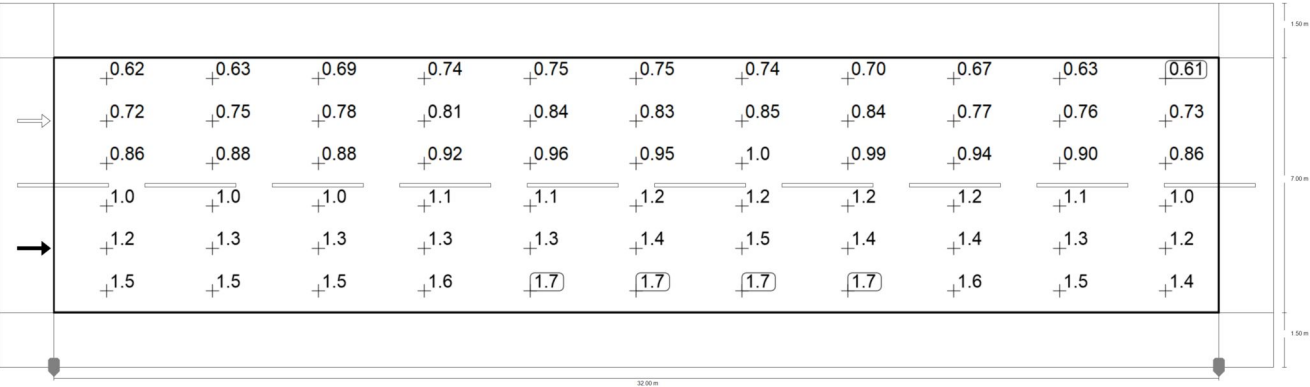 1.50 m
0.62 0.63 0.69 0.74 0.75 0.75 0.74 0.70 0.67 0.63 0.61
0.72 0.75 0.78 0.81 0.84 0.83 0.85 0.84 0.77 0.76 0.73
0.86 0.88 0.88 0.92 0.96 0.95 1.0 0.99 0.94 0.90 0.86
7.00 m
1.0 1.0 1.0 1.1 1.1 1.2 1.2 1.2 1.2 1.1 1.0
1.2 1.3 1.3 1.3 1.3 1.4 1.5 1.4 1.4 1.3 1.2
1.5 1.5 1.5 1.6 1.7 1.7 1.7 1.7 1.6 1.5 1.4
1.50 m
32.00 m